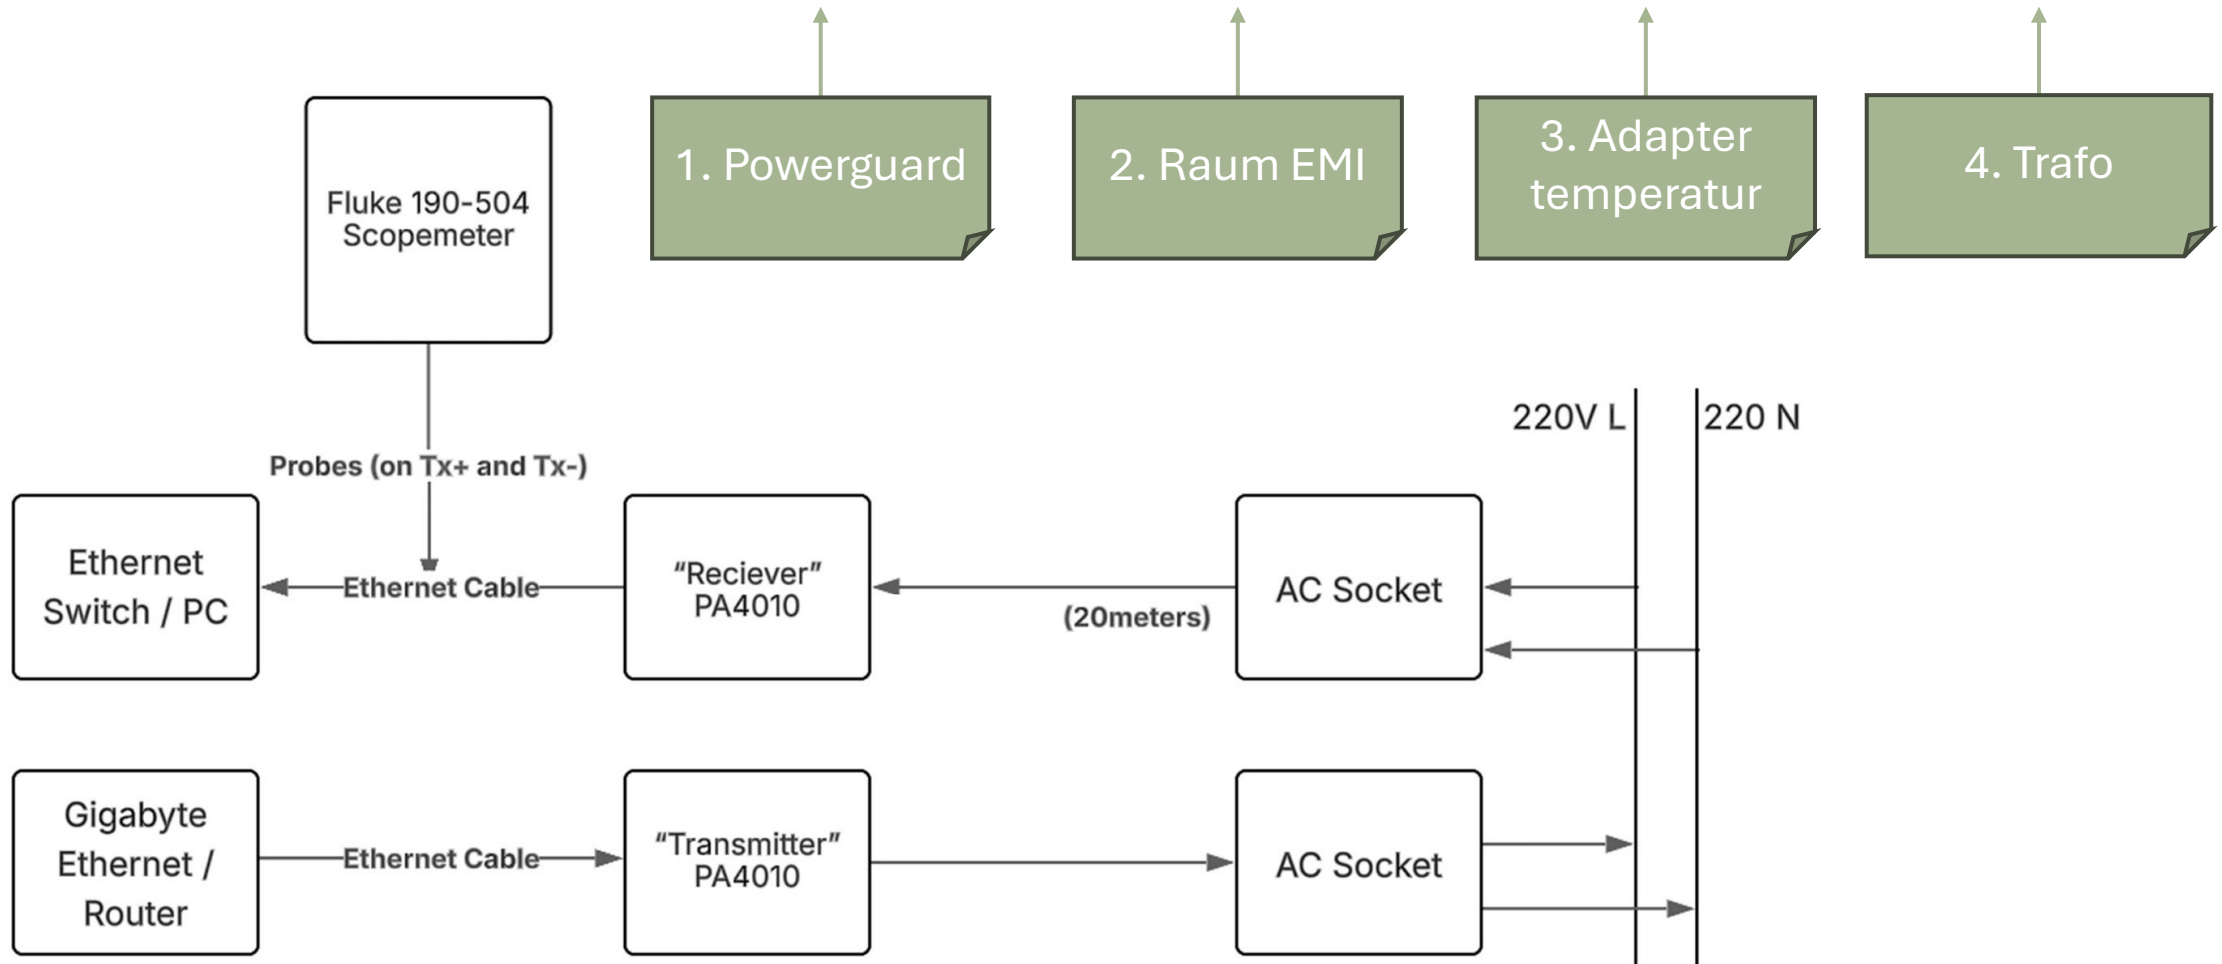 1. Powerguard
2. Raum EMI
3. Adapter
temperatur
4. Trafo
Fluke 190-504
Scopemeter
220V L
220 N
Probes (on Tx+ and Tx-)
Ethernet
Switch / PC
Ethernet Cable
“Reciever”
PA4010
(20meters)
AC Socket
Gigabyte
Ethernet /
Router
Ethernet Cable
“Transmitter”
PA4010
AC Socket